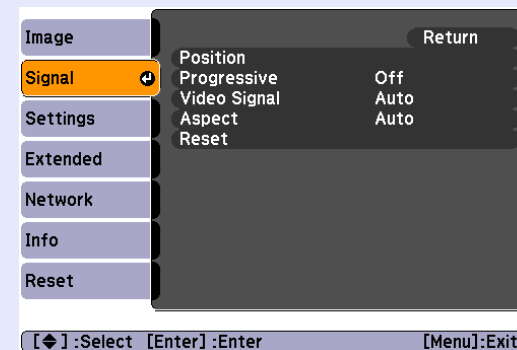 Image
Signal
Settings
Extended
Network
Info
Reset
Return
Position
Progressive Off
Video Signal Auto
Aspect Auto
Reset
[◆] :Select [Enter] :Enter [Menu]:Exit